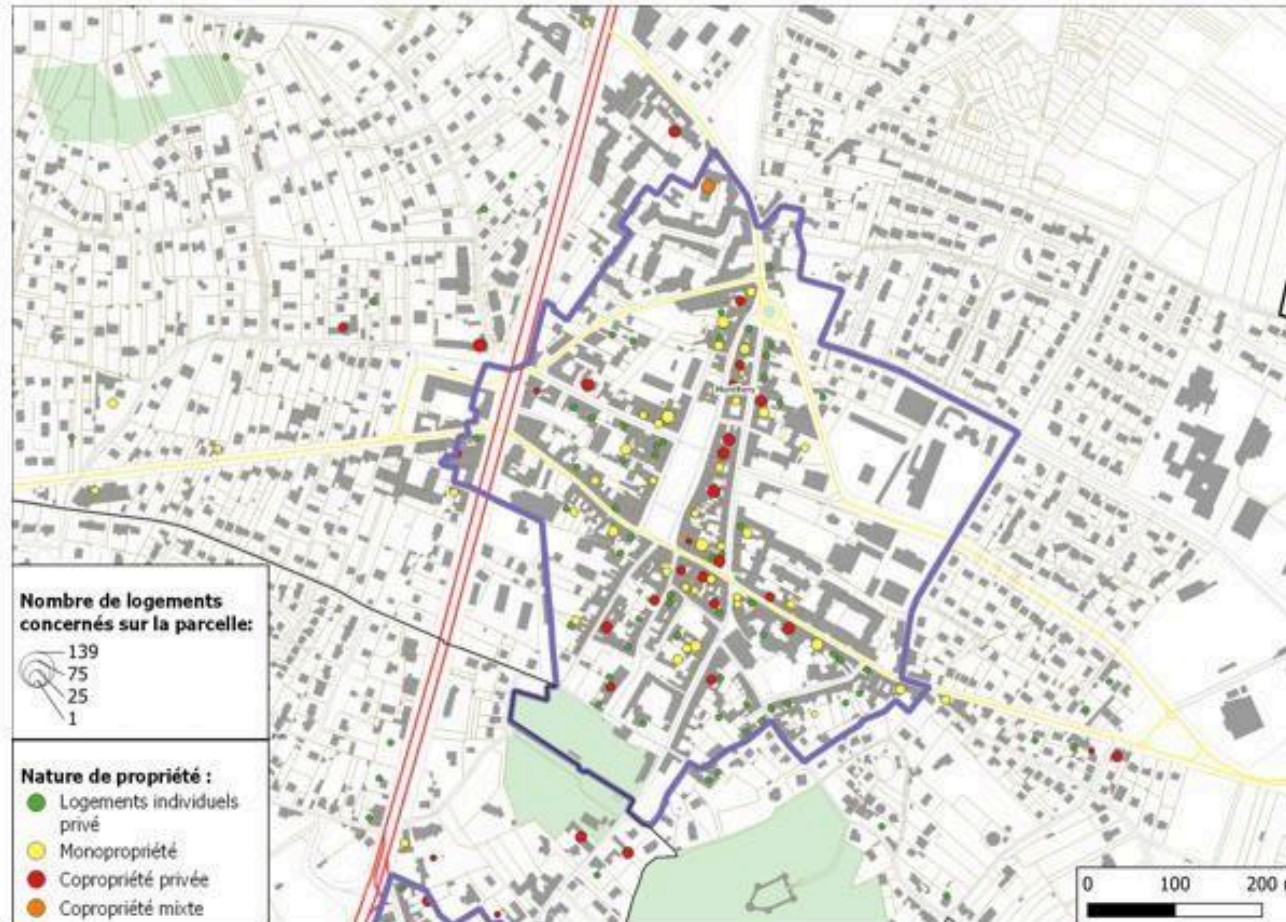 Nombre de logements
concernés sur la parcelle:
139
75
25
1
Nature de propriété :
Logements individuels
privé
Monopropriété
Copropriété privée
Copropriété mixte
0 100 200